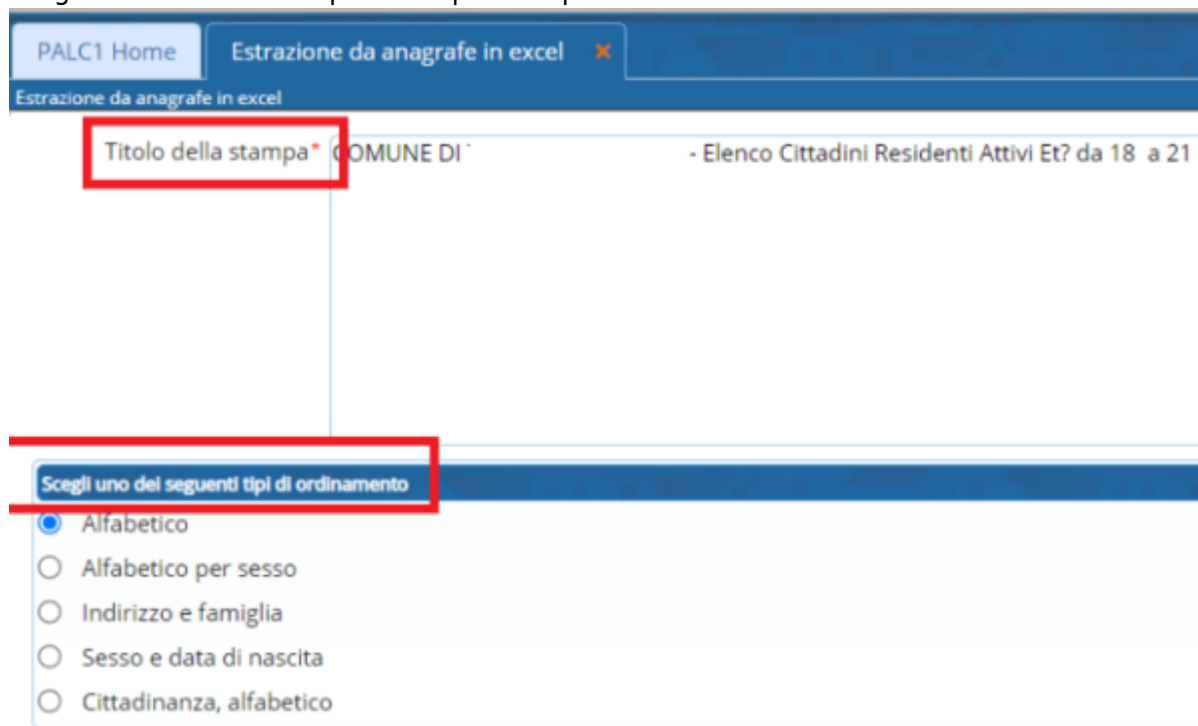 PALC1 Home Estrazione da anagrafe in excel ×
Estrazione da anagrafe in excel
Titolo della stampa* COMUNE DI - Elenco Cittadini Residenti Attivi Et? da 18 a 21
Scegli uno dei seguenti tipi di ordinamento
Alfabetico
Alfabetico per sesso
Indirizzo e famiglia
Sesso e data di nascita
Cittadinanza, alfabetico